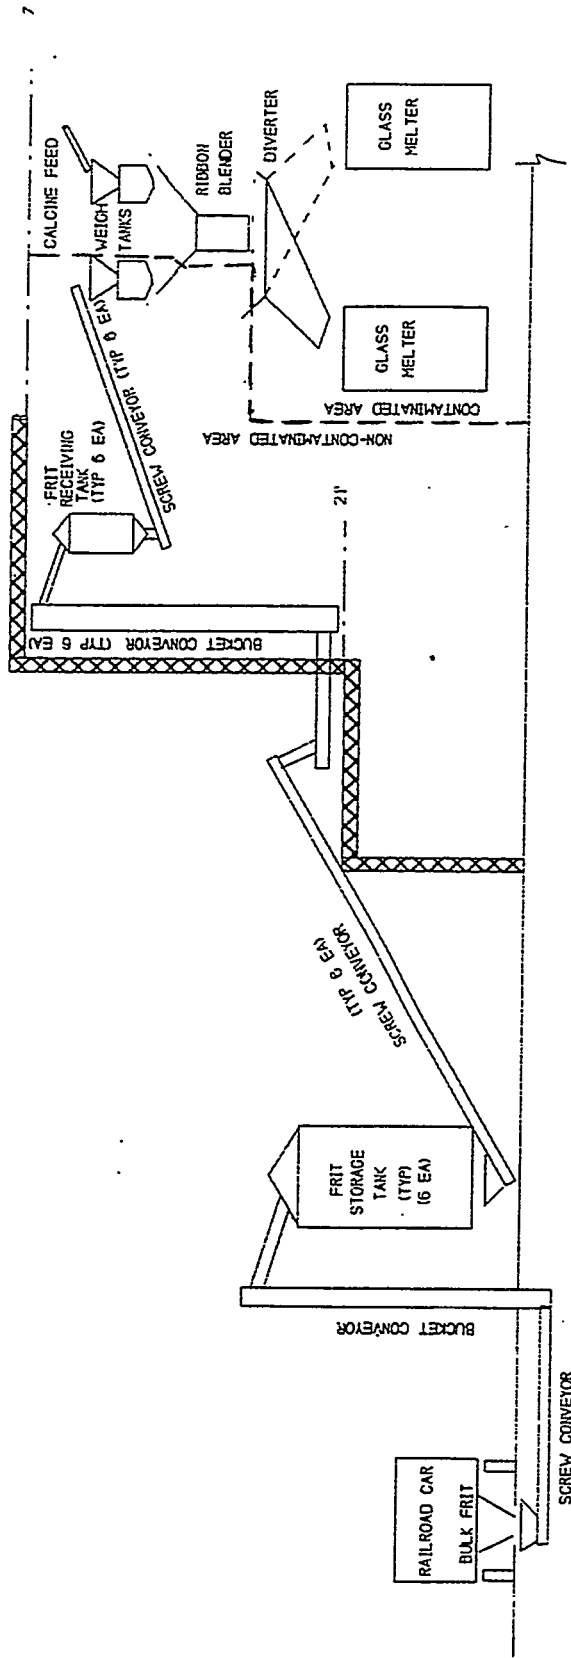 7
CALCINE FEED
WEIGH
TANKS
RIBBON
BLENDER
DIVERTER
GLASS
MELTER
GLASS
MELTER
CONTAMINATED AREA
NON-CONTAMINATED AREA
FRIT
RECEIVING
TANK
(TYP 6 EA)
SCREW CONVEYOR (TYP 6 EA)
BUCKET CONVEYOR (TYP 6 EA)
21'
SCREW CONVEYOR
(TYP 6 EA)
FRIT
STORAGE
TANK
(TYP)
(6 EA)
BUCKET CONVEYOR
RAILROAD CAR
BULK FRIT
SCREW CONVEYOR